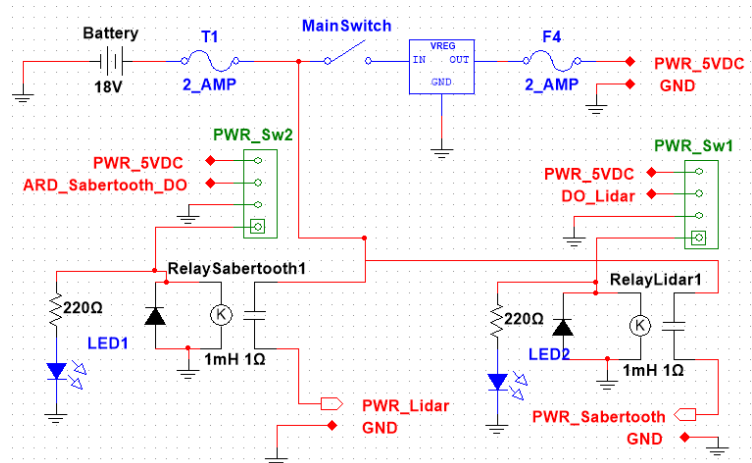 Battery
T1
MainSwitch
F4
VREG
IN
OUT
GND
18V
2_AMP
2_AMP
PWR_5VDC
GND
PWR_Sw2
PWR_5VDC
ARD_Sabertooth_DO
PWR_Sw1
PWR_5VDC
DO_Lidar
RelaySabertooth1
220Ω
K
LED1
1mH 1Ω
RelayLidar1
220Ω
K
LED2
1mH 1Ω
PWR_Lidar
GND
PWR_Sabertooth
GND